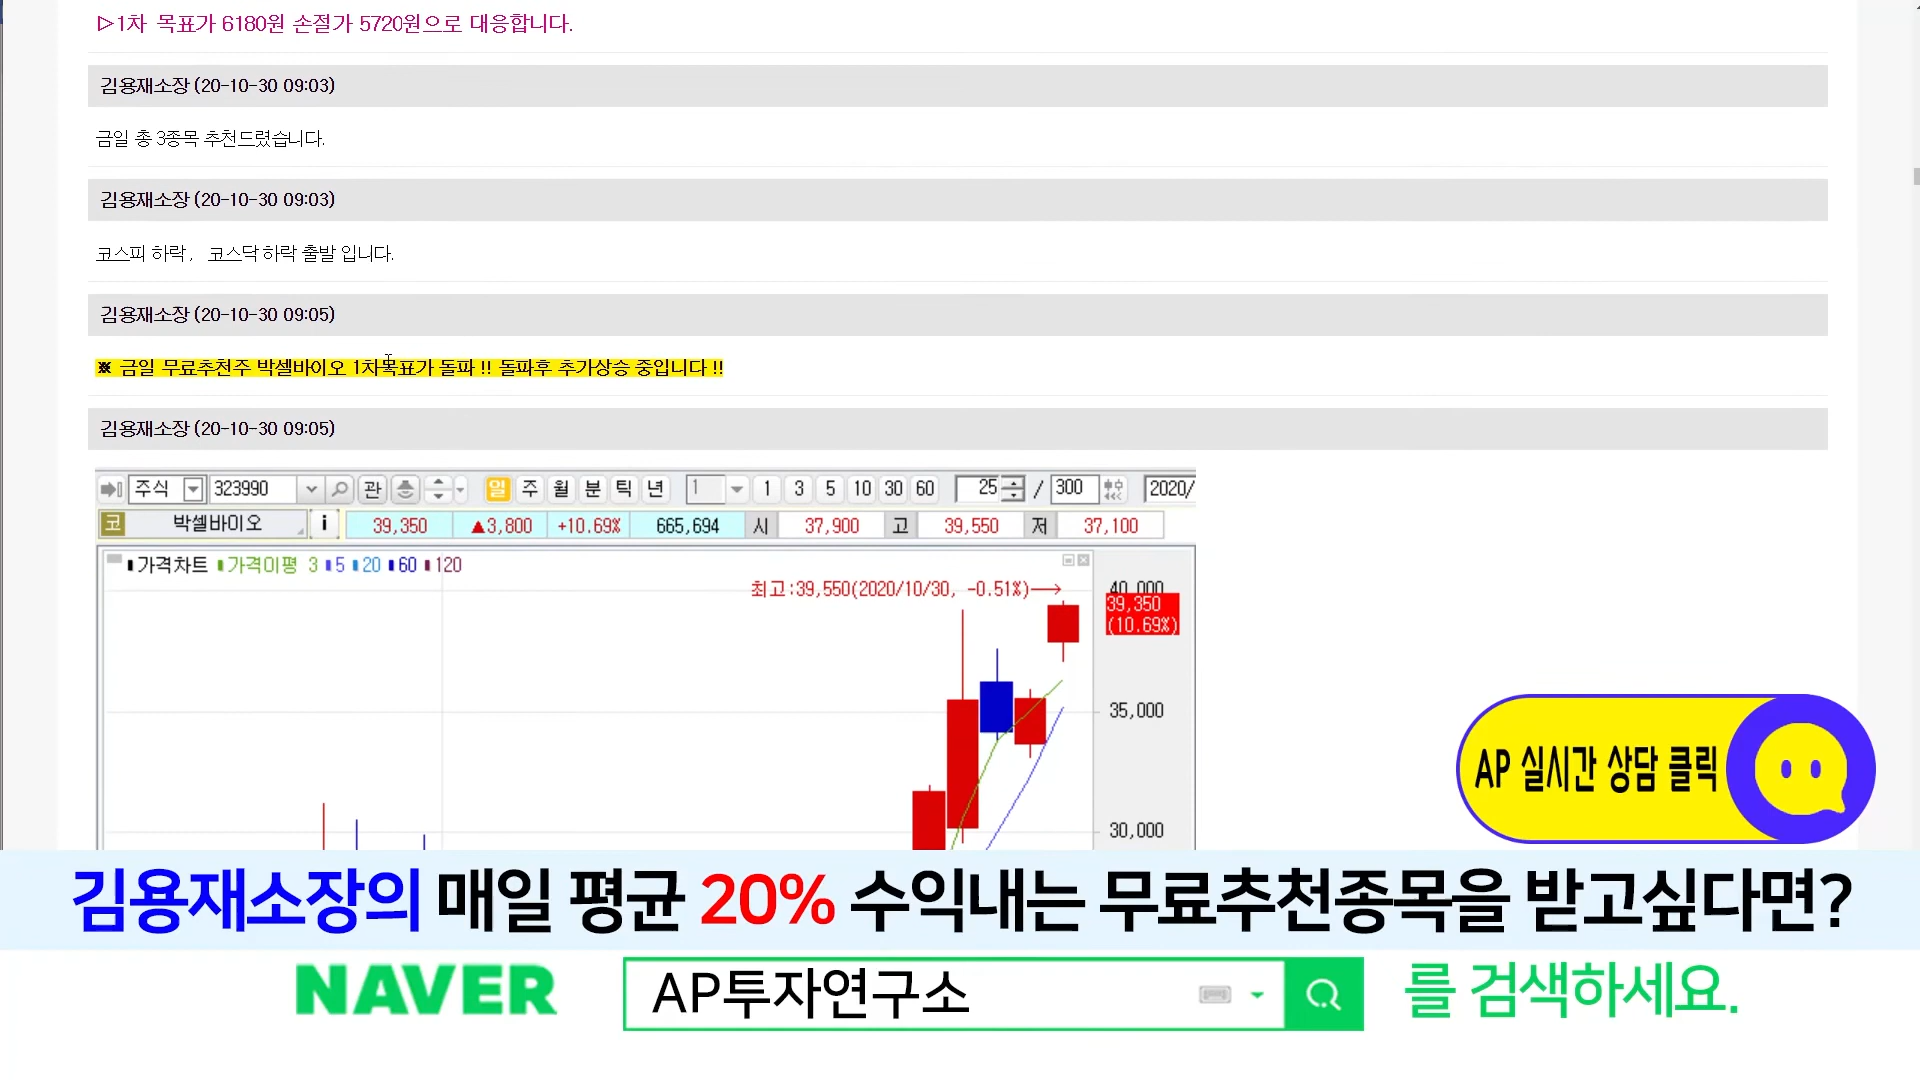 ▷1차 목표가 6180원 손절가 5720원으로 대응합니다.
김용재소장 (20-10-30 09:03)
금일 총 3종목 추천드렸습니다.
김용재소장 (20-10-30 09:03)
코스피 하락 , 코스닥 하락 출발 입니다.
김용재소장 (20-10-30 09:05)
※ 금일 무료추천주 박셀바이오 1차목표가 돌파 !! 돌파후 추가상승 중입니다 !!
김용재소장 (20-10-30 09:05)
주식 323990 관 일 주 월 분 틱 년 1 1 3 5 10 30 60 25 / 300 2020/
코 박셀바이오 i 39,350 ▲3,800 +10.69% 665,694 시 37,900 고 39,550 저 37,100
가격차트 가격이평 3 5 20 60 120
최고:39,550(2020/10/30, -0.51%)→
40,000
39,350
(10.69%)
35,000
30,000
AP 실시간 상담 클릭
김용재소장의 매일 평균 20% 수익내는 무료추천종목을 받고싶다면?
NAVER AP투자연구소 를 검색하세요.